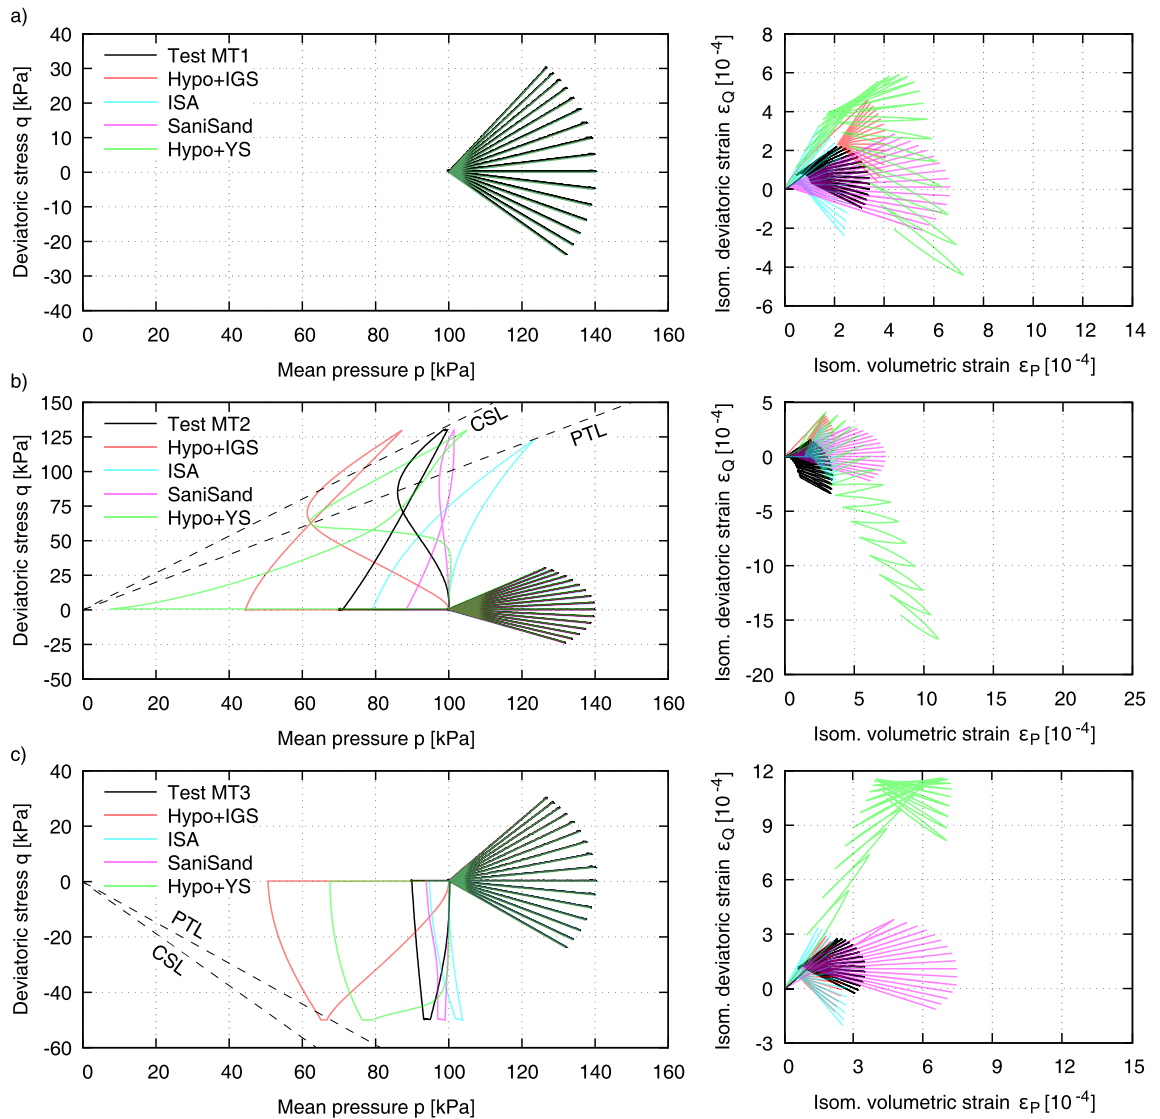 a)
40
30
20
10
0
-10
-20
-30
-40
Deviatoric stress q [kPa]
Test MT1
Hypo+IGS
ISA
SaniSand
Hypo+YS
0 20 40 60 80 100 120 140 160
Mean pressure p [kPa]
8
6
4
2
0
-2
-4
-6
Isom. deviatoric strain ε_Q [10^-4]
0 2 4 6 8 10 12 14
Isom. volumetric strain ε_P [10^-4]
b)
150
125
100
75
50
25
0
-25
-50
Deviatoric stress q [kPa]
Test MT2
Hypo+IGS
ISA
SaniSand
Hypo+YS
CSL
PTL
0 20 40 60 80 100 120 140 160
Mean pressure p [kPa]
5
0
-5
-10
-15
-20
Isom. deviatoric strain ε_Q [10^-4]
0 5 10 15 20 25
Isom. volumetric strain ε_P [10^-4]
c)
40
20
0
-20
-40
-60
Deviatoric stress q [kPa]
Test MT3
Hypo+IGS
ISA
SaniSand
Hypo+YS
PTL
CSL
0 20 40 60 80 100 120 140 160
Mean pressure p [kPa]
12
9
6
3
0
-3
Isom. deviatoric strain ε_Q [10^-4]
0 3 6 9 12 15
Isom. volumetric strain ε_P [10^-4]